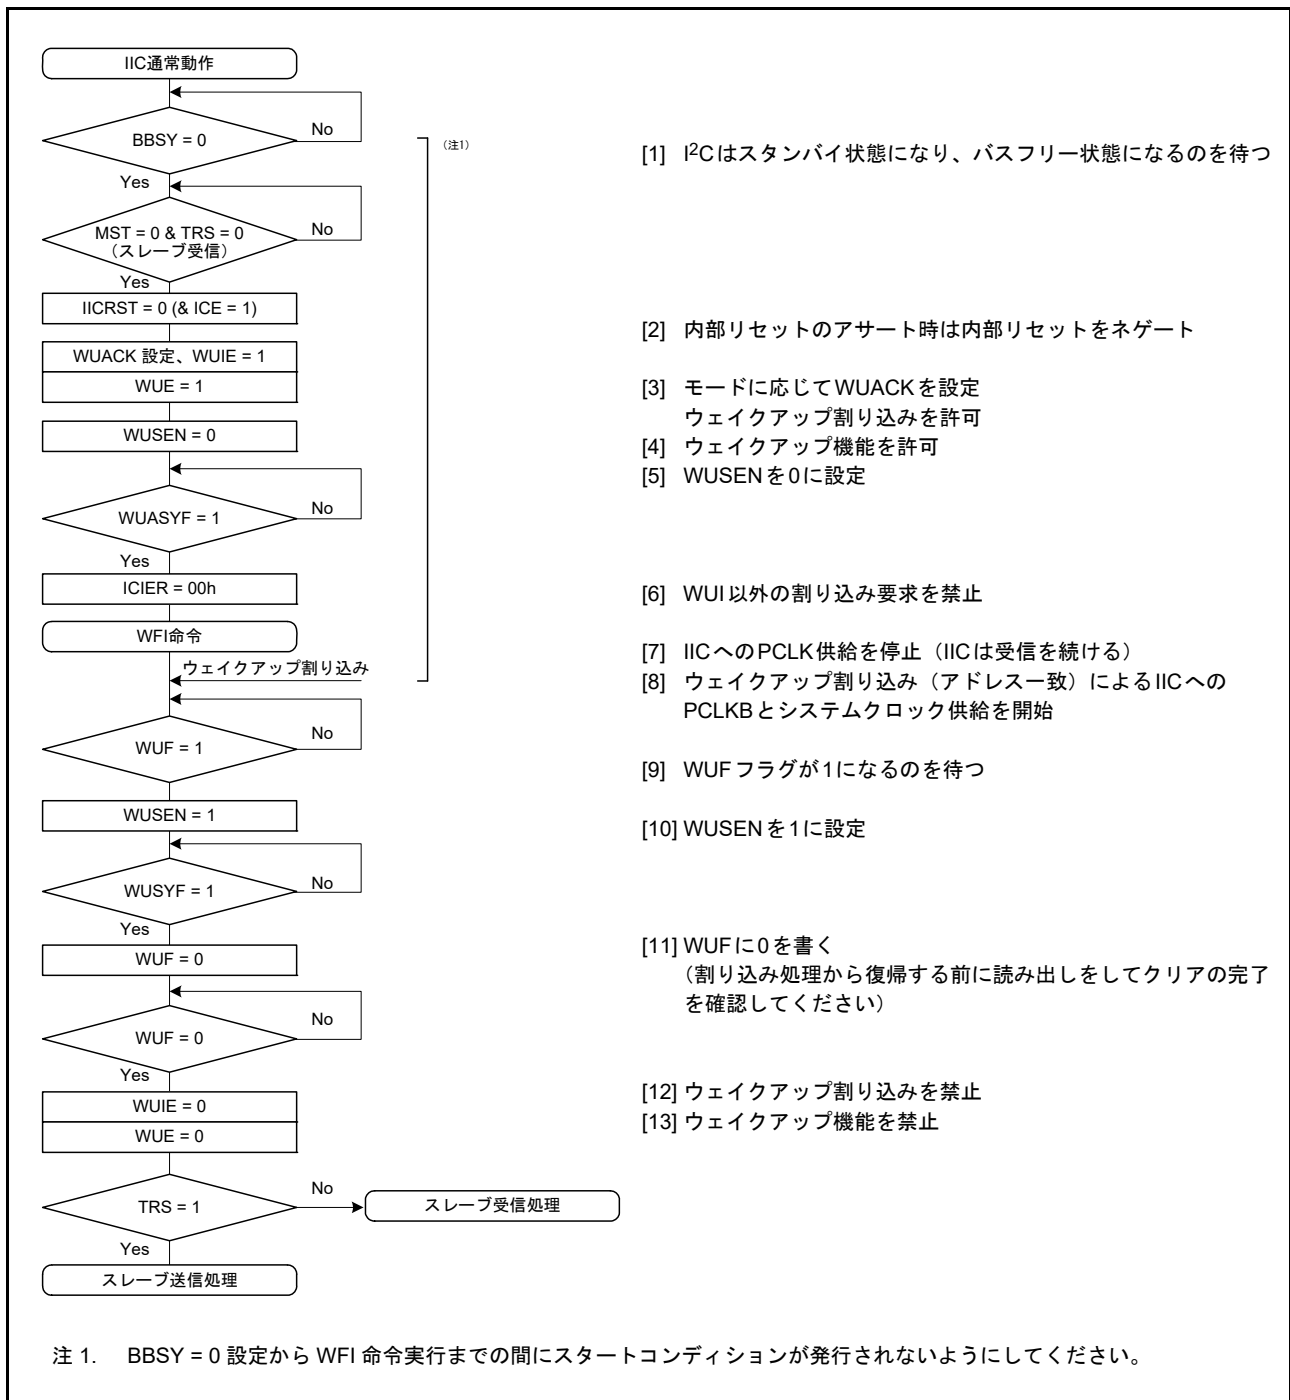 IIC通常動作
BBSY = 0
No
Yes
MST = 0 & TRS = 0
（スレーブ受信）
No
Yes
IICRST = 0 (& ICE = 1)
WUACK 設定、WUIE = 1
WUE = 1
WUSEN = 0
WUASYF = 1
No
Yes
ICIER = 00h
WFI命令
ウェイクアップ割り込み
WUF = 1
No
WUSEN = 1
WUSYF = 1
No
Yes
WUF = 0
WUF = 0
No
Yes
WUIE = 0
WUE = 0
TRS = 1
No
スレーブ受信処理
Yes
スレーブ送信処理
（注1）
[1] I²Cはスタンバイ状態になり、バスフリー状態になるのを待つ
[2] 内部リセットのアサート時は内部リセットをネゲート
[3] モードに応じてWUACKを設定
ウェイクアップ割り込みを許可
[4] ウェイクアップ機能を許可
[5] WUSENを0に設定
[6] WUI以外の割り込み要求を禁止
[7] IICへのPCLK供給を停止（IICは受信を続ける）
[8] ウェイクアップ割り込み（アドレス一致）によるIICへの
PCLKBとシステムクロック供給を開始
[9] WUFフラグが1になるのを待つ
[10] WUSENを1に設定
[11] WUFに0を書く
（割り込み処理から復帰する前に読み出しをしてクリアの完了
を確認してください）
[12] ウェイクアップ割り込みを禁止
[13] ウェイクアップ機能を禁止
注 1. BBSY = 0 設定から WFI 命令実行までの間にスタートコンディションが発行されないようにしてください。